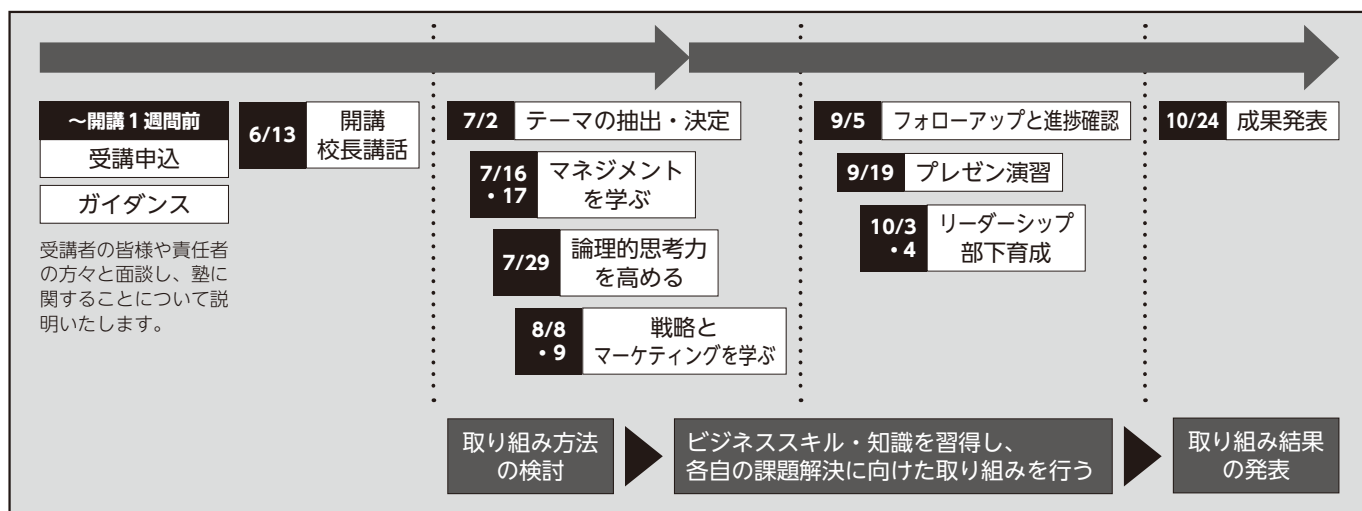 ~開講1週間前
受講申込
ガイダンス
受講者の皆様や責任者
の方々と面談し、塾に
関することについて説
明いたします。
6/13
開講
校長講話
7/2
テーマの抽出・決定
7/16
・17
マネジメント
を学ぶ
7/29
論理的思考力
を高める
8/8
・9
戦略と
マーケティングを学ぶ
9/5
フォローアップと進捗確認
9/19
プレゼン演習
10/3
・4
リーダーシップ
部下育成
10/24
成果発表
取り組み方法
の検討
ビジネススキル・知識を習得し、
各自の課題解決に向けた取り組みを行う
取り組み結果
の発表